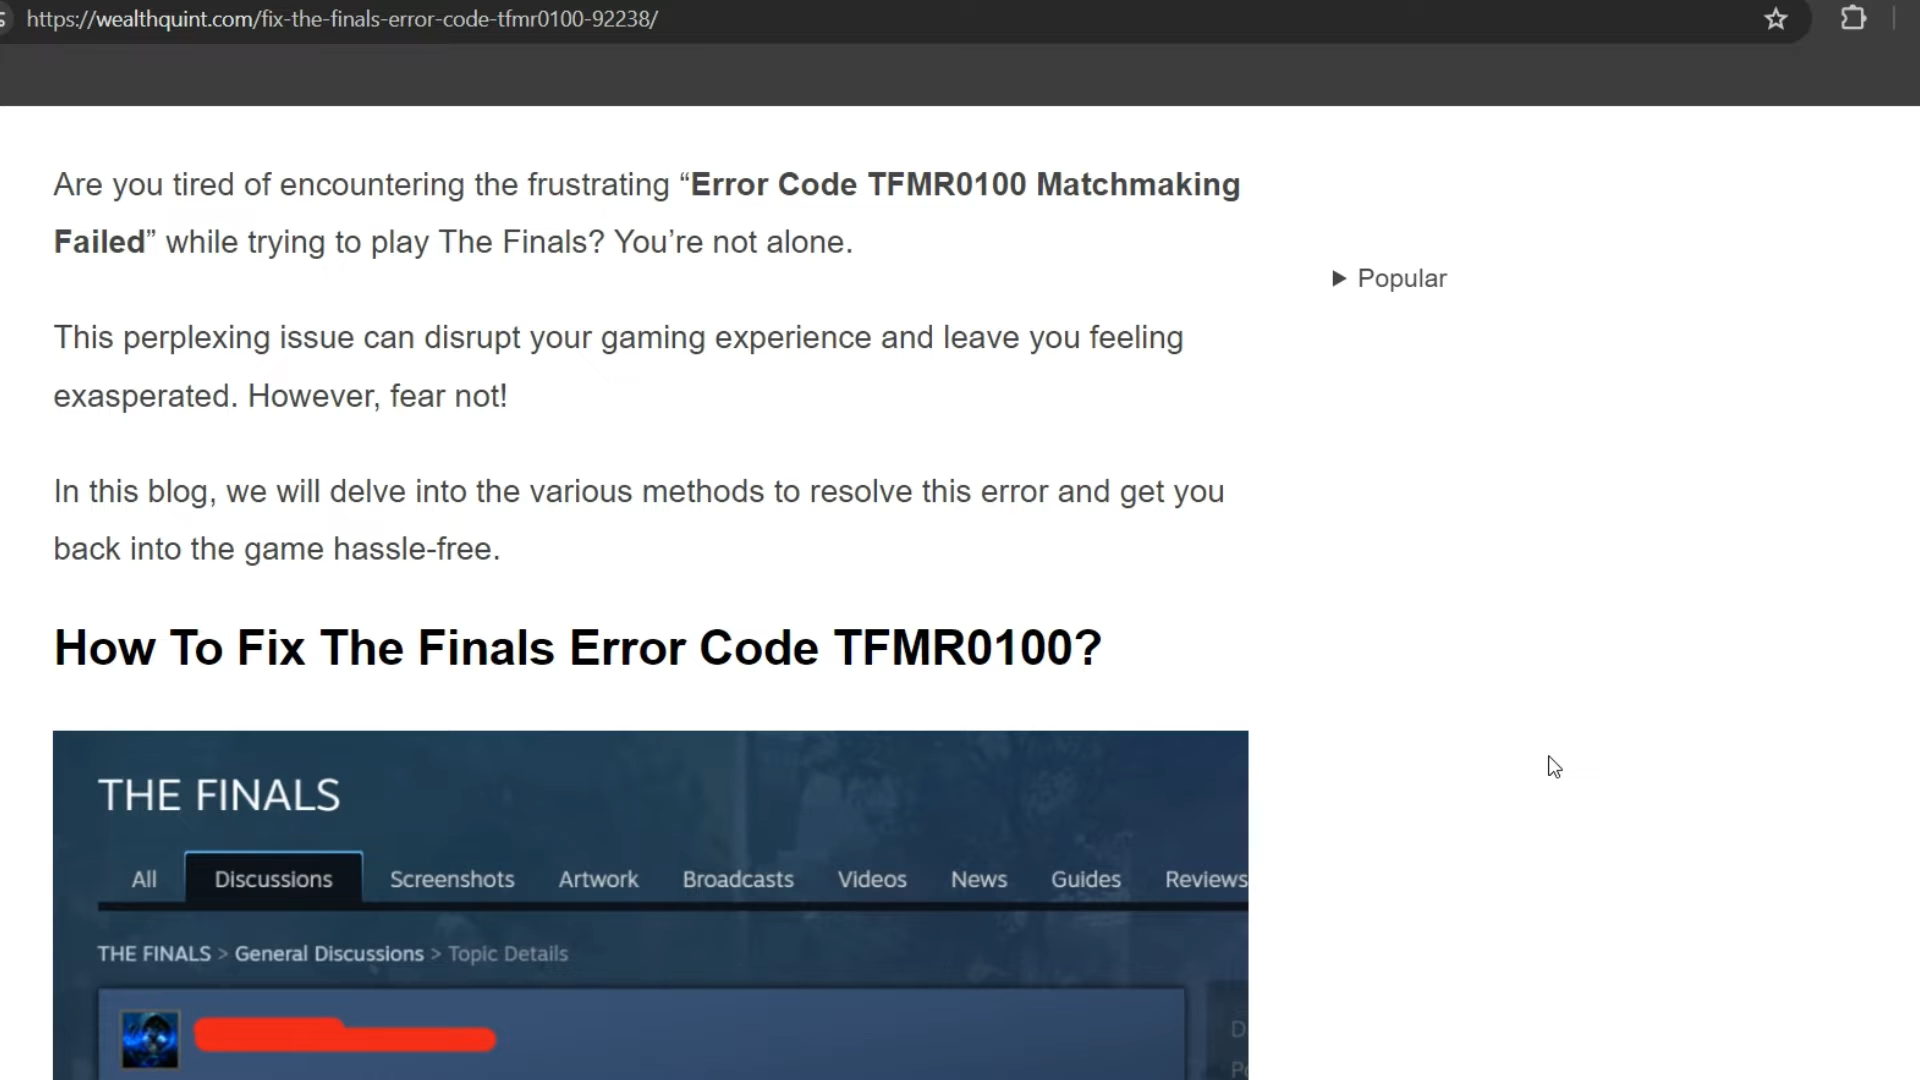 https://wealthquint.com/fix-the-finals-error-code-tfmr0100-92238/
Are you tired of encountering the frustrating “Error Code TFMR0100 Matchmaking
Failed” while trying to play The Finals? You’re not alone.
▶ Popular
This perplexing issue can disrupt your gaming experience and leave you feeling
exasperated. However, fear not!
In this blog, we will delve into the various methods to resolve this error and get you
back into the game hassle-free.
How To Fix The Finals Error Code TFMR0100?
THE FINALS
All Discussions Screenshots Artwork Broadcasts Videos News Guides Reviews
THE FINALS > General Discussions > Topic Details